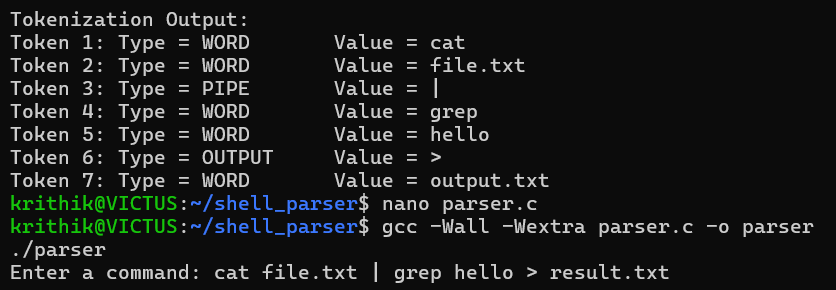 Tokenization Output:
Token 1: Type = WORD Value = cat
Token 2: Type = WORD Value = file.txt
Token 3: Type = PIPE Value = |
Token 4: Type = WORD Value = grep
Token 5: Type = WORD Value = hello
Token 6: Type = OUTPUT Value = >
Token 7: Type = WORD Value = output.txt
krithik@VICTUS:~/shell_parser$ nano parser.c
krithik@VICTUS:~/shell_parser$ gcc -Wall -Wextra parser.c -o parser
./parser
Enter a command: cat file.txt | grep hello > result.txt